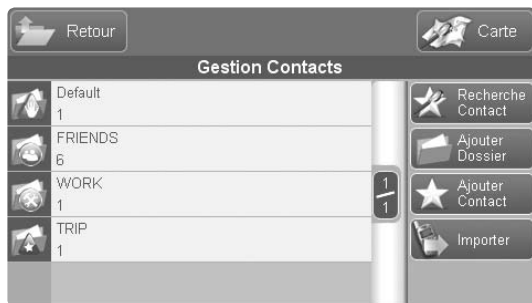 Retour
Carte
Gestion Contacts
Default
1
FRIENDS
6
WORK
1
TRIP
1
1
1
Recherche
Contact
Ajouter
Dossier
Ajouter
Contact
Importer